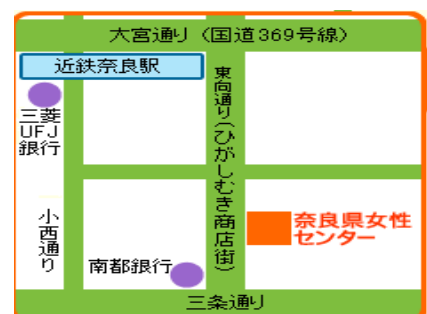 大宮通り（国道369号線）
近鉄奈良駅
東向通り（ひがしむき商店街）
三菱
UFJ
銀行
小西通り
南都銀行
奈良県女性
センター
三条通り